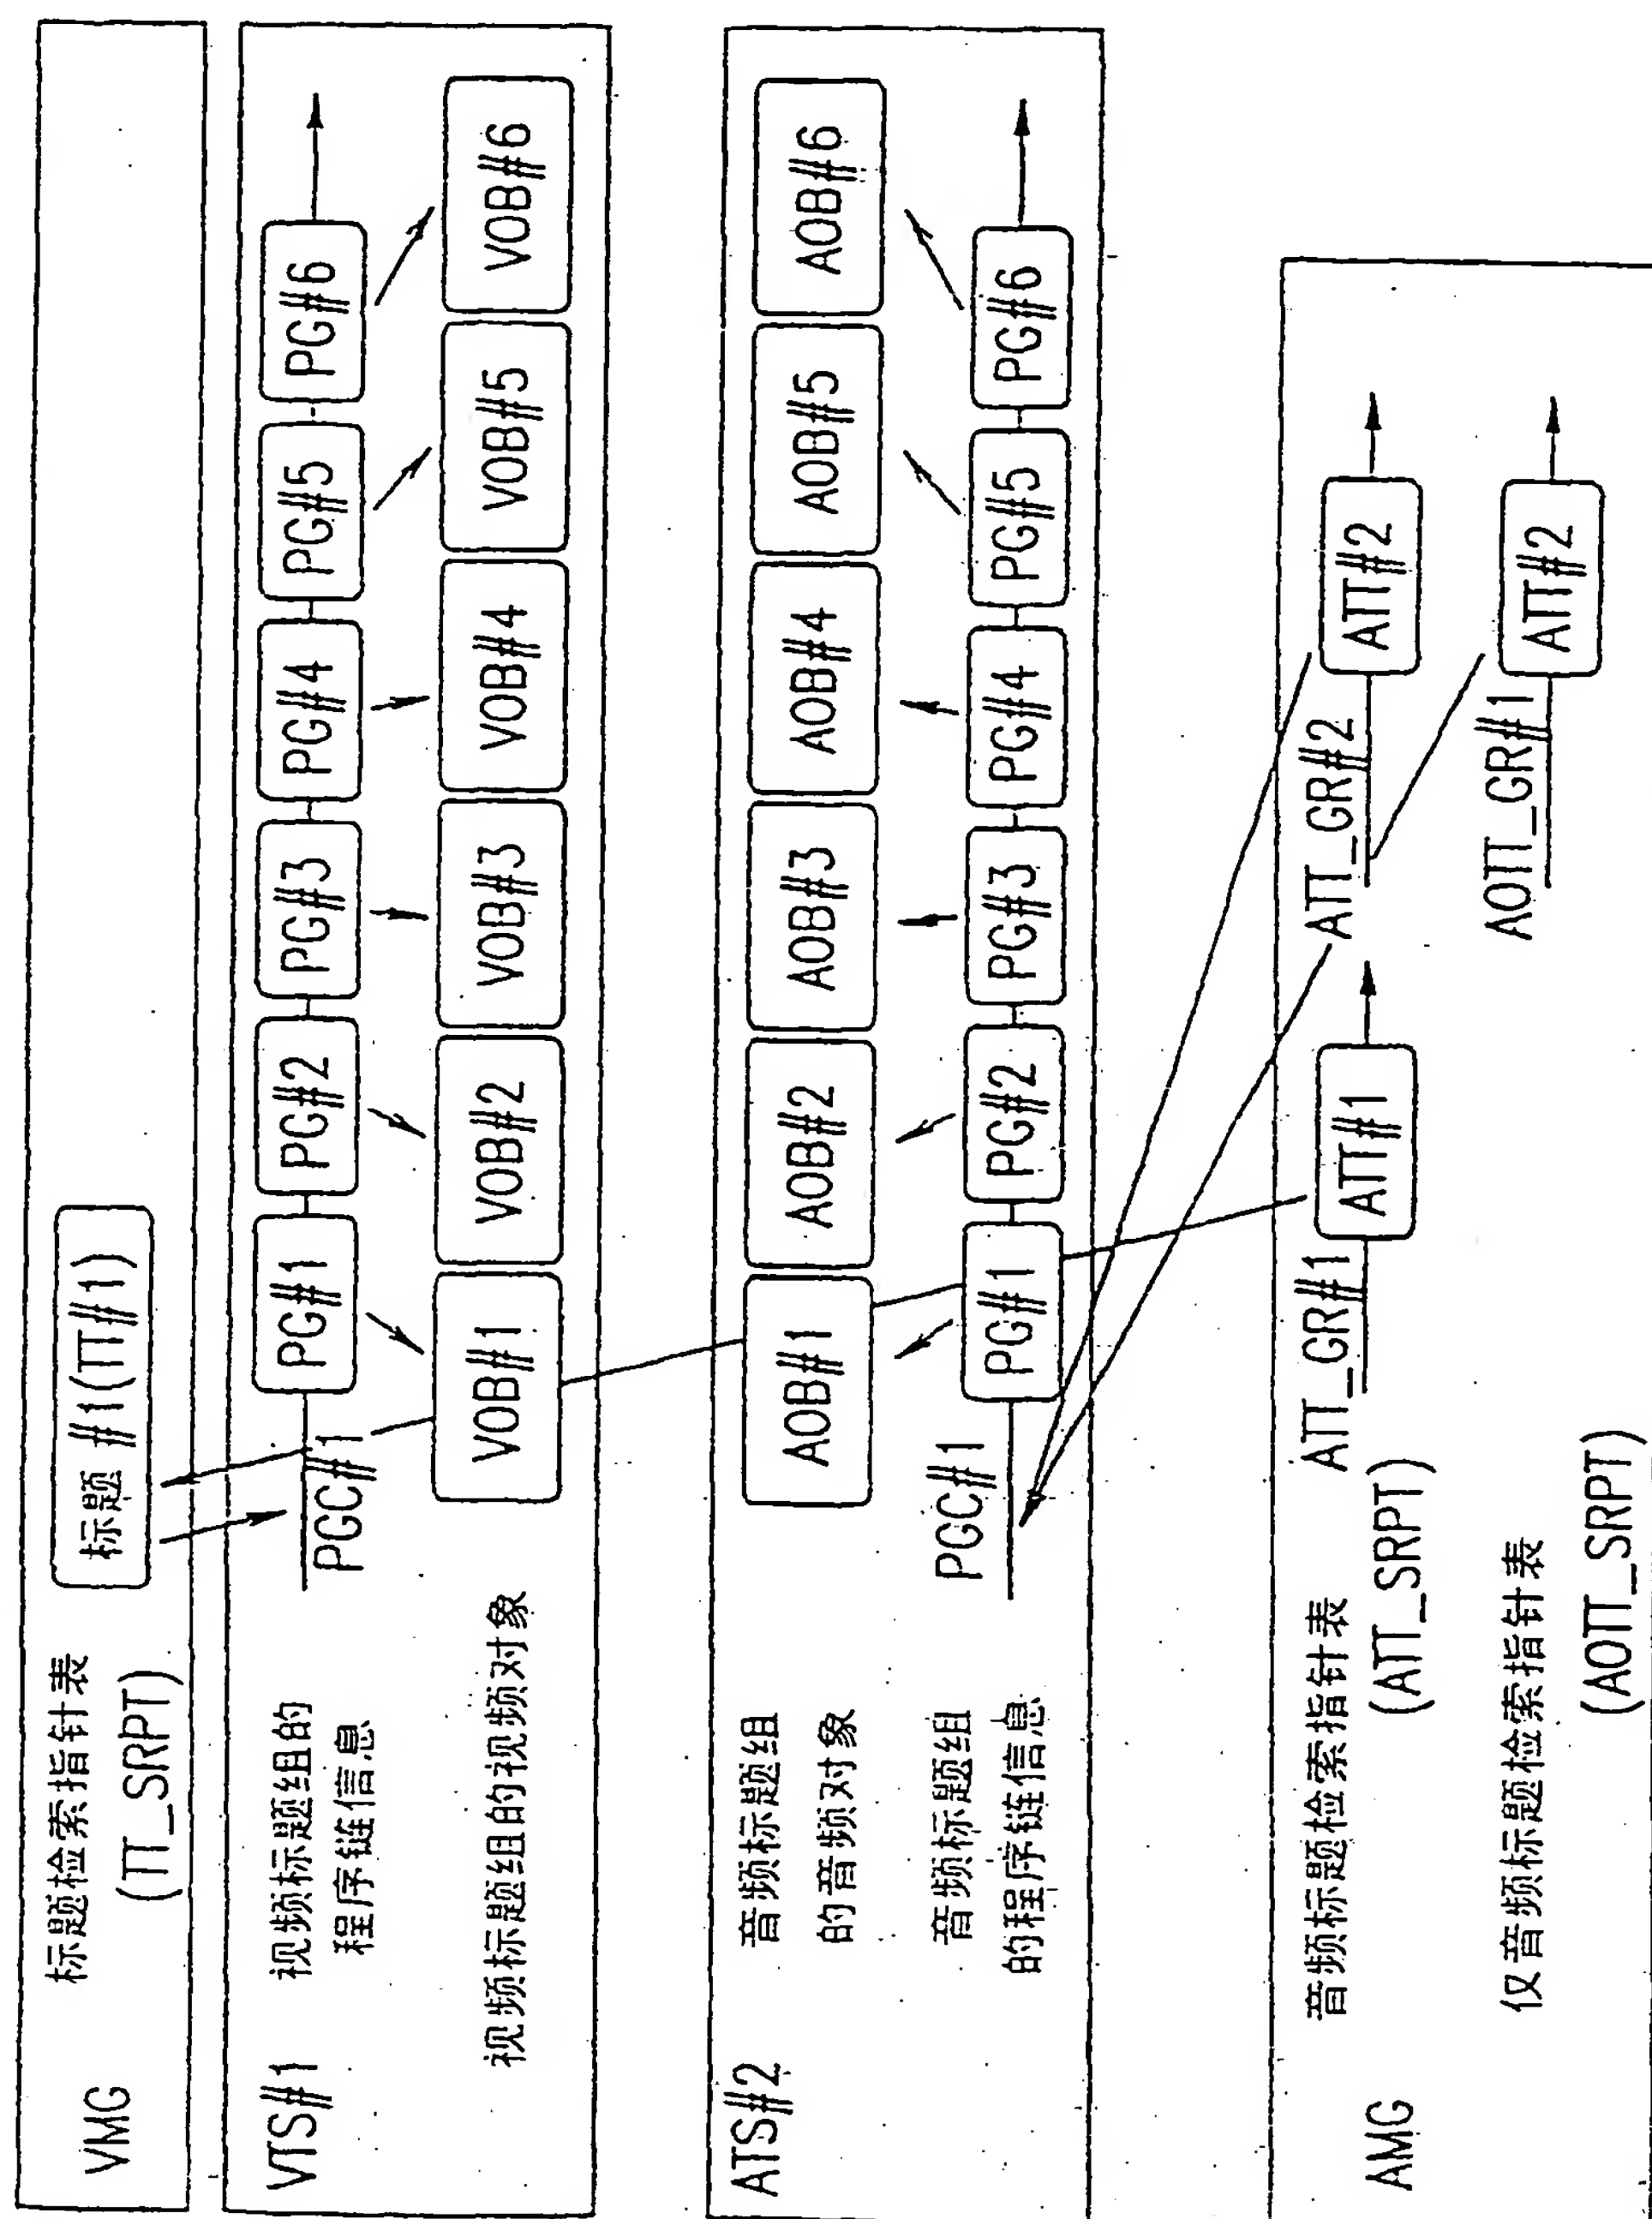 VMG
标题检索指针表
(TT_SRPT)
标题 #1(TT#1)
VTS#1
视频标题组的
程序链信息
PGC#1
PG#1
PG#2
PG#3
PG#4
PG#5
PG#6
视频标题组的视频对象
VOB#1
VOB#2
VOB#3
VOB#4
VOB#5
VOB#6
ATS#2
音频标题组
的音频对象
AOB#1
AOB#2
AOB#3
AOB#4
AOB#5
AOB#6
音频标题组
的程序链信息
PGC#1
PG#1
PG#2
PG#3
PG#4
PG#5
PG#6
AMG
音频标题检索指针表
(ATT_SRPT)
ATT_GR#1
ATT#1
ATT_GR#2
ATT#2
仅音频标题检索指针表
(AOTT_SRPT)
AOTT_GR#1
ATT#2